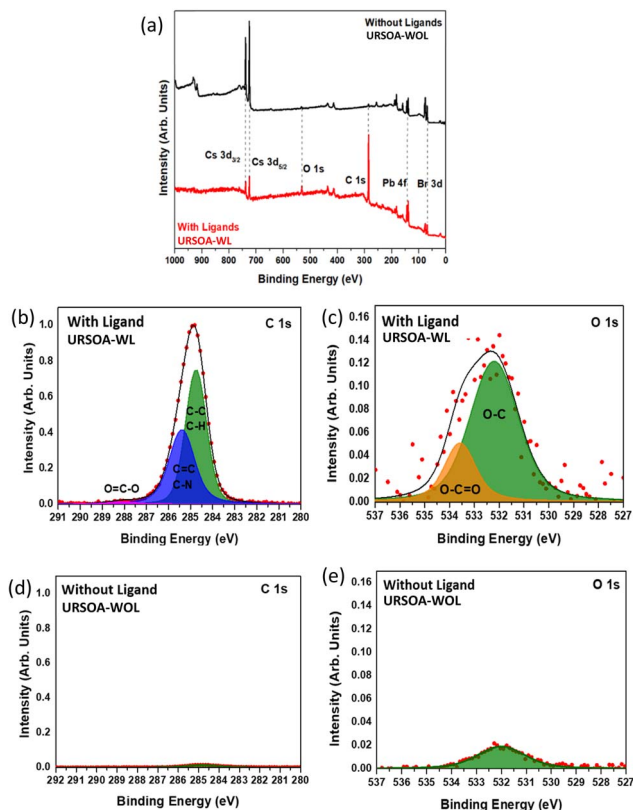 (a)
Without Ligands
URSOA-WOL
Intensity (Arb. Units)
Cs 3d3/2
Cs 3d5/2
O 1s
C 1s
Pb 4f
Br 3d
With Ligands
URSOA-WL
1000 900 800 700 600 500 400 300 200 100 0
Binding Energy (eV)
(b)
With Ligand
URSOA-WL
C 1s
Intensity (Arb. Units)
1.0
0.8
0.6
0.4
0.2
0.0
C-C
C-H
C=C
C-N
O=C-O
291 290 289 288 287 286 285 284 283 282 281 280
Binding Energy (eV)
(c)
With Ligand
URSOA-WL
O 1s
Intensity (Arb. Units)
0.16
0.14
0.12
0.10
0.08
0.06
0.04
0.02
0.00
O-C
O-C=O
537 536 535 534 533 532 531 530 529 528 527
Binding Energy (eV)
(d)
Without Ligand
URSOA-WOL
C 1s
Intensity (Arb. Units)
1.0
0.8
0.6
0.4
0.2
0.0
292 291 290 289 288 287 286 285 284 283 282 281 280
Binding Energy (eV)
(e)
Without Ligand
URSOA-WOL
O 1s
Intensity (Arb. Units)
0.16
0.14
0.12
0.10
0.08
0.06
0.04
0.02
0.00
538 537 536 535 534 533 532 531 530 529 528 527
Binding Energy (eV)